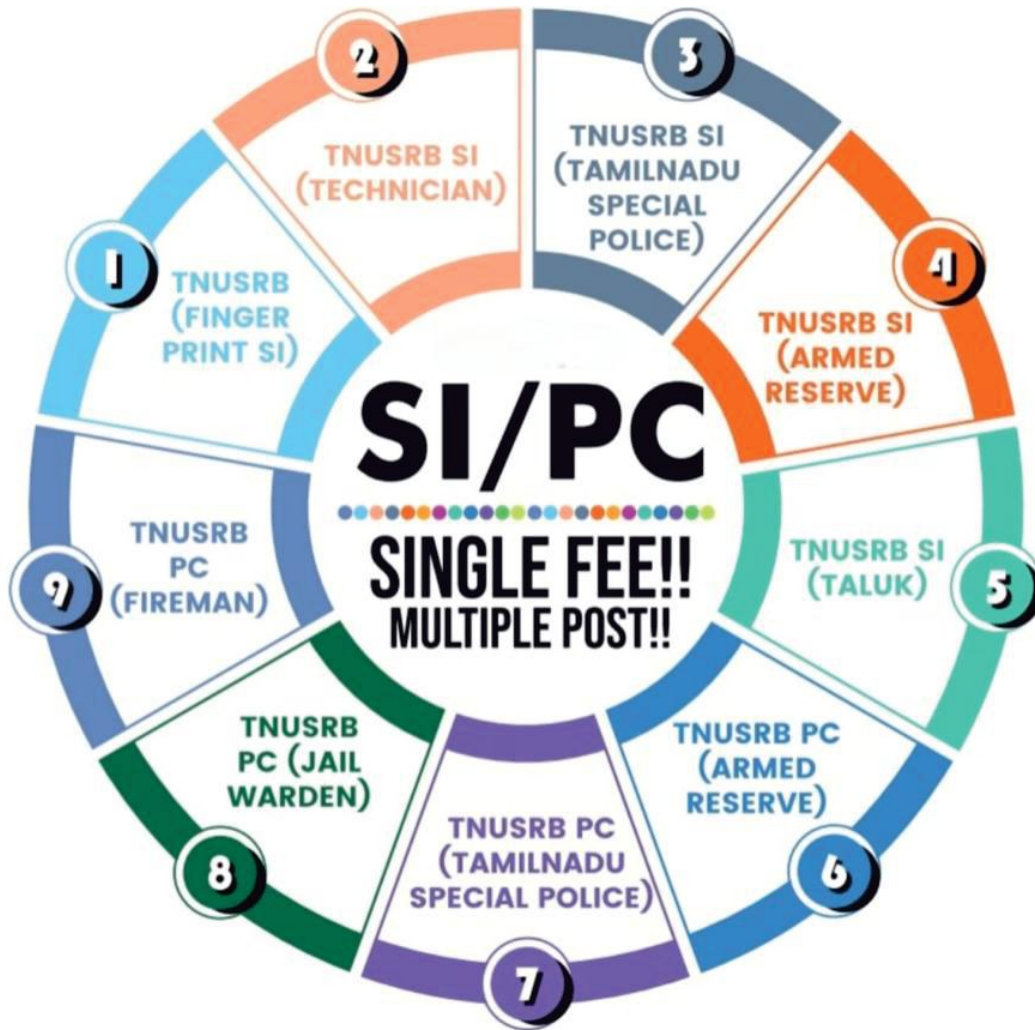 1
TNUSRB
(FINGER
PRINT SI)
2
TNUSRB SI
(TECHNICIAN)
3
TNUSRB SI
(TAMILNADU
SPECIAL
POLICE)
4
TNUSRB SI
(ARMED
RESERVE)
5
TNUSRB SI
(TALUK)
6
TNUSRB PC
(ARMED
RESERVE)
7
TNUSRB PC
(TAMILNADU
SPECIAL POLICE)
8
TNUSRB
PC (JAIL
WARDEN)
9
TNUSRB
PC
(FIREMAN)
SI/PC
SINGLE FEE!!
MULTIPLE POST!!